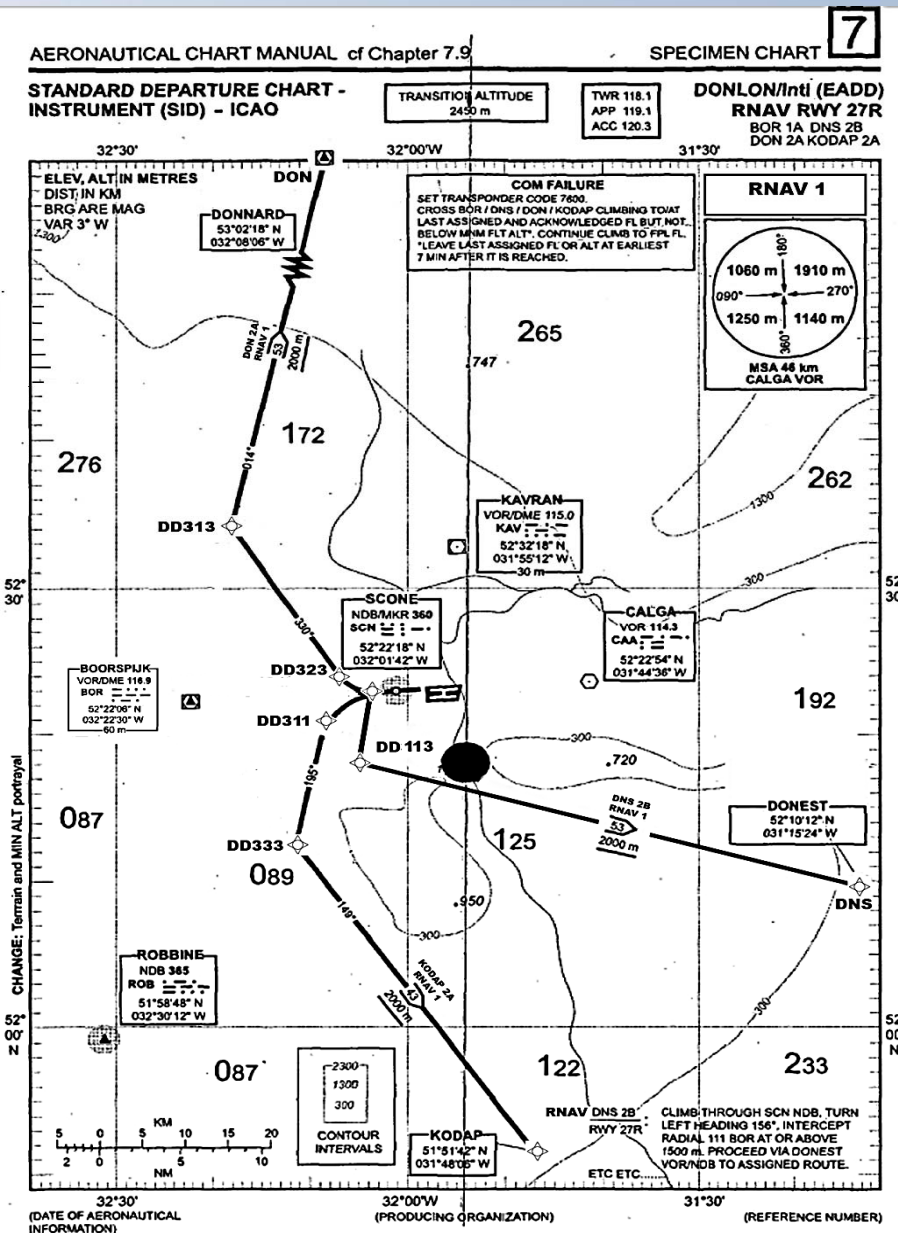 7
AERONAUTICAL CHART MANUAL cf Chapter 7.9
SPECIMEN CHART
STANDARD DEPARTURE CHART -
INSTRUMENT (SID) - ICAO
TRANSITION ALTITUDE
2450 m
TWR 118.1
APP 119.1
ACC 120.3
DONLON/Intl (EADD)
RNAV RWY 27R
BOR 1A DNS 2B
DON 2A KODAP 2A
32°30'
32°00'W
31°30'
ELEV, ALT IN METRES
DIST IN KM
BRG ARE MAG
VAR 3° W
1300
DON
DONNARD
53°02'18" N
032°08'06" W
COM FAILURE
SET TRANSPONDER CODE 7600.
CROSS BOR / DNS / DON / KODAP CLIMBING TO/AT
LAST ASSIGNED AND ACKNOWLEDGED FL BUT NOT
BELOW MNM FLT ALT*. CONTINUE CLIMB TO FPL FL.
*LEAVE LAST ASSIGNED FL OR ALT AT EARLIEST
7 MIN AFTER IT IS REACHED.
RNAV 1
180°
1060 m
1910 m
090°
270°
1250 m
1140 m
360°
MSA 46 km
CALGA VOR
DON 2A
RNAV 1
53
2000 m
265
747
172
014°
276
262
DD313
KAVRAN
VOR/DME 115.0
KAV
52°32'18" N
031°55'12" W
30 m
1300
300
52°
30'
52
30'
SCONE
NDB/MKR 360
SCN
52°22'18" N
032°01'42" W
CALGA
VOR 114.3
CAA
52°22'54" N
031°44'36" W
330°
DD323
BOORSPIJK
VOR/DME 116.9
BOR
52°22'06" N
032°22'30" W
60 m
192
DD311
DD 113
300
720
195°
DNS 2B
RNAV 1
53
2000 m
DONEST
52°10'12" N
031°15'24" W
087
125
DD333
089
DNS
950
149°
300
CHANGE: Terrain and MIN ALT portrayal
ROBBINE
NDB 365
ROB
51°58'48" N
032°30'12" W
KODAP 2A
RNAV 1
43
2000 m
300
52°
00'
N
52
00'
N
087
122
233
2300
1300
300
CONTOUR
INTERVALS
KM
5 0 5 10 15 20
2 0 5 10
NM
KODAP
51°51'42" N
031°48'06" W
RNAV DNS 2B
RWY 27R
: CLIMB THROUGH SCN NDB, TURN
LEFT HEADING 156°, INTERCEPT
RADIAL 111 BOR AT OR ABOVE
1500 m. PROCEED VIA DONEST
VOR/NDB TO ASSIGNED ROUTE.
ETC ETC......
32°30'
32°00'W
31°30'
(DATE OF AERONAUTICAL
INFORMATION)
(PRODUCING ORGANIZATION)
(REFERENCE NUMBER)